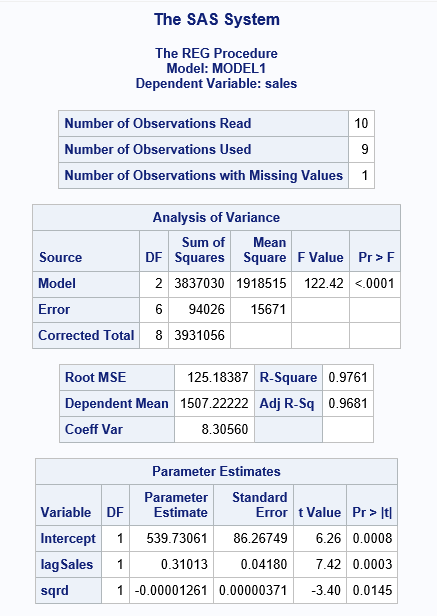 The SAS System
The REG Procedure
Model: MODEL1
Dependent Variable: sales
Number of Observations Read 10
Number of Observations Used 9
Number of Observations with Missing Values 1
Analysis of Variance
Source DF Sum of Squares Mean Square F Value Pr > F
Model 2 3837030 1918515 122.42 <.0001
Error 6 94026 15671
Corrected Total 8 3931056
Root MSE 125.18387 R-Square 0.9761
Dependent Mean 1507.22222 Adj R-Sq 0.9681
Coeff Var 8.30560
Parameter Estimates
Variable DF Parameter Estimate Standard Error t Value Pr > |t|
Intercept 1 539.73061 86.26749 6.26 0.0008
lagSales 1 0.31013 0.04180 7.42 0.0003
sqrd 1 -0.00001261 0.00000371 -3.40 0.0145